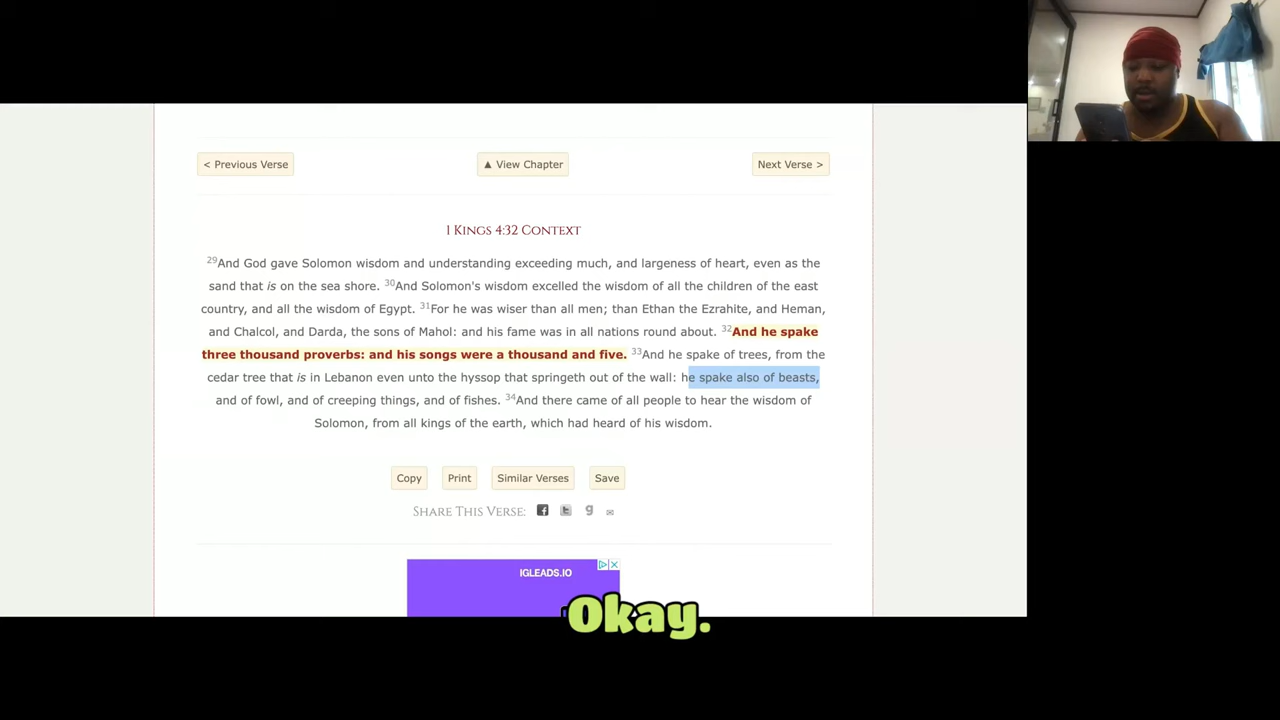 < Previous Verse
▲ View Chapter
Next Verse >
1 Kings 4:32 Context
29And God gave Solomon wisdom and understanding exceeding much, and largeness of heart, even as the
sand that is on the sea shore. 30And Solomon's wisdom excelled the wisdom of all the children of the east
country, and all the wisdom of Egypt. 31For he was wiser than all men; than Ethan the Ezrahite, and Heman,
and Chalcol, and Darda, the sons of Mahol: and his fame was in all nations round about. 32And he spake
three thousand proverbs: and his songs were a thousand and five. 33And he spake of trees, from the
cedar tree that is in Lebanon even unto the hyssop that springeth out of the wall: he spake also of beasts,
and of fowl, and of creeping things, and of fishes. 34And there came of all people to hear the wisdom of
Solomon, from all kings of the earth, which had heard of his wisdom.
Copy
Print
Similar Verses
Save
Share This Verse:
IGLEADS.IO
Okay.